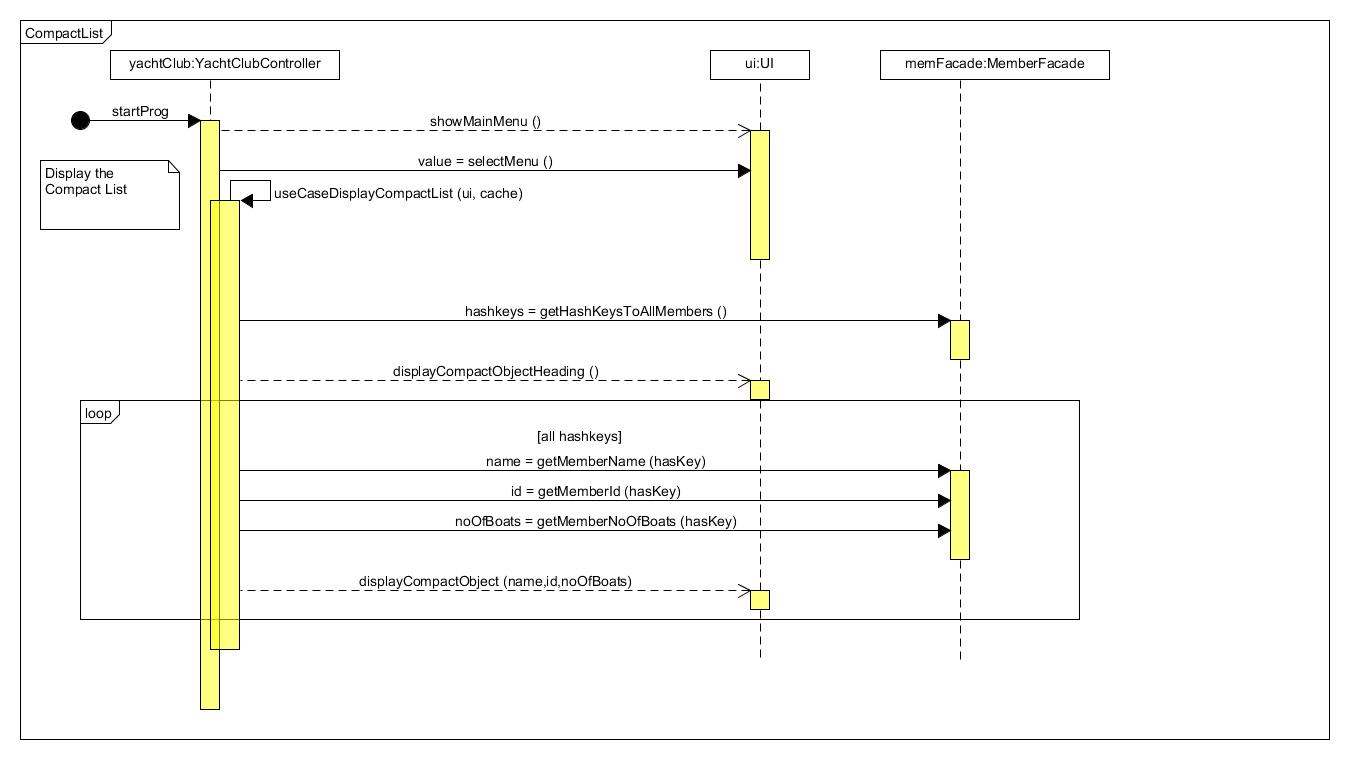 CompactList
yachtClub:YachtClubController
ui:UI
memFacade:MemberFacade
startProg
showMainMenu ()
value = selectMenu ()
Display the
Compact List
useCaseDisplayCompactList (ui, cache)
hashkeys = getHashKeysToAllMembers ()
displayCompactObjectHeading ()
loop
[all hashkeys]
name = getMemberName (hasKey)
id = getMemberId (hasKey)
noOfBoats = getMemberNoOfBoats (hasKey)
displayCompactObject (name,id,noOfBoats)